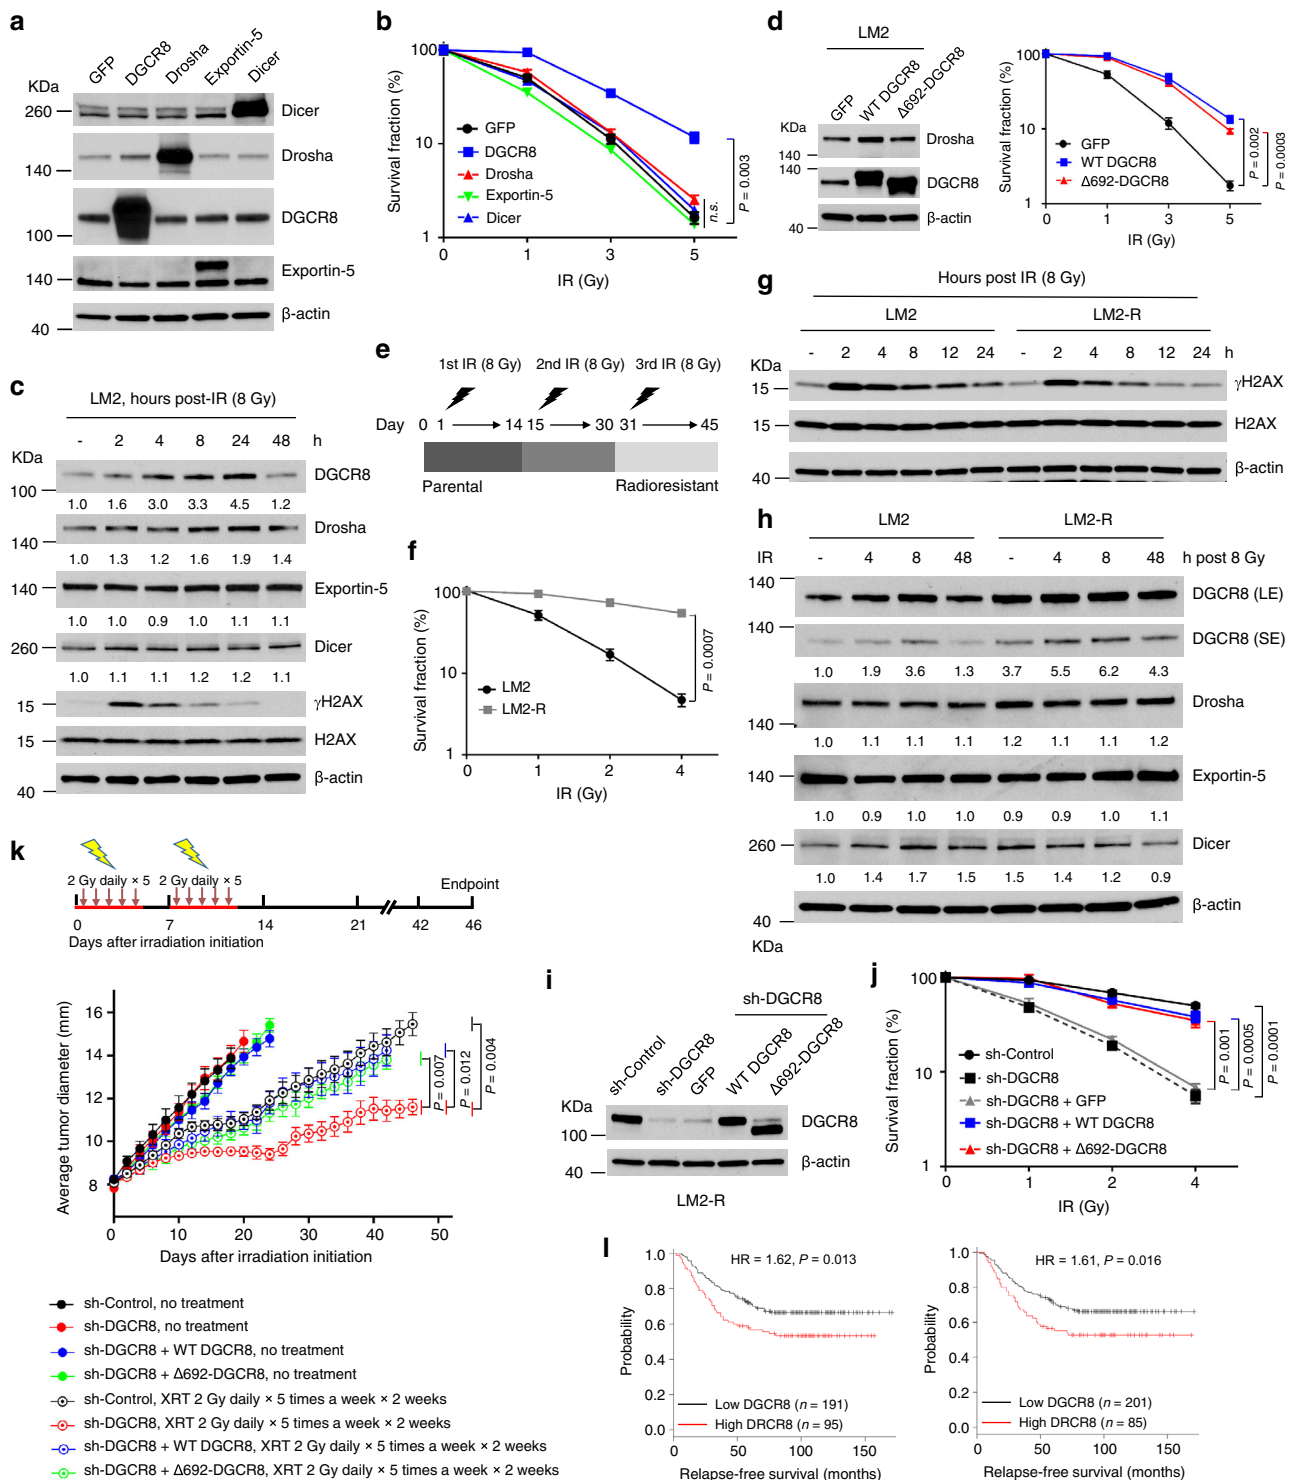 a
GFP DGCR8 Drosha Exportin-5 Dicer
KDa
260 Dicer
140 Drosha
100 DGCR8
140 Exportin-5
40 β-actin
b
Survival fraction (%)
100
10
1
0 1 3 5
IR (Gy)
GFP
DGCR8
Drosha
Exportin-5
Dicer
n.s.
P = 0.003
c
LM2, hours post-IR (8 Gy)
- 2 4 8 24 48 h
KDa
100 DGCR8
1.0 1.6 3.0 3.3 4.5 1.2
140 Drosha
1.0 1.3 1.2 1.6 1.9 1.4
140 Exportin-5
1.0 1.0 0.9 1.0 1.1 1.1
260 Dicer
1.0 1.1 1.1 1.2 1.2 1.1
15 γH2AX
15 H2AX
40 β-actin
d
LM2
GFP WT DGCR8 Δ692-DGCR8
KDa
140 Drosha
140 DGCR8
40 β-actin
Survival fraction (%)
100
10
1
0 1 3 5
IR (Gy)
GFP
WT DGCR8
Δ692-DGCR8
P = 0.002
P = 0.0003
e
1st IR (8 Gy) 2nd IR (8 Gy) 3rd IR (8 Gy)
Day 0 1 14 15 30 31 45
Parental Radioresistant
f
Survival fraction (%)
100
10
1
0 1 2 4
IR (Gy)
LM2
LM2-R
P = 0.0007
g
Hours post IR (8 Gy)
LM2 LM2-R
- 2 4 8 12 24 - 2 4 8 12 24 h
KDa
15 γH2AX
15 H2AX
40 β-actin
h
LM2 LM2-R
IR - 4 8 48 - 4 8 48 h post 8 Gy
140 DGCR8 (LE)
140 DGCR8 (SE)
1.0 1.9 3.6 1.3 3.7 5.5 6.2 4.3
140 Drosha
1.0 1.1 1.1 1.1 1.2 1.1 1.1 1.2
140 Exportin-5
1.0 0.9 1.0 1.0 0.9 0.9 1.0 1.1
260 Dicer
1.0 1.4 1.7 1.5 1.5 1.4 1.2 0.9
40 β-actin
KDa
i
sh-DGCR8
sh-Control sh-DGCR8 GFP WT DGCR8 Δ692-DGCR8
KDa
100 DGCR8
40 β-actin
LM2-R
j
Survival fraction (%)
100
10
1
0 1 2 4
IR (Gy)
sh-Control
sh-DGCR8
sh-DGCR8 + GFP
sh-DGCR8 + WT DGCR8
sh-DGCR8 + Δ692-DGCR8
P = 0.001
P = 0.0005
P = 0.0001
k
2 Gy daily × 5 2 Gy daily × 5
Endpoint
0 7 14 21 42 46
Days after irradiation initiation
Average tumor diameter (mm)
16
14
12
10
8
0 10 20 30 40 50
Days after irradiation initiation
P = 0.007
P = 0.012
P = 0.004
sh-Control, no treatment
sh-DGCR8, no treatment
sh-DGCR8 + WT DGCR8, no treatment
sh-DGCR8 + Δ692-DGCR8, no treatment
sh-Control, XRT 2 Gy daily × 5 times a week × 2 weeks
sh-DGCR8, XRT 2 Gy daily × 5 times a week × 2 weeks
sh-DGCR8 + WT DGCR8, XRT 2 Gy daily × 5 times a week × 2 weeks
sh-DGCR8 + Δ692-DGCR8, XRT 2 Gy daily × 5 times a week × 2 weeks
l
HR = 1.62, P = 0.013
Probability
1.0
0.8
0.6
0.4
0.2
0.0
Low DGCR8 (n = 191)
High DRCR8 (n = 95)
0 50 100 150
Relapse-free survival (months)
HR = 1.61, P = 0.016
Probability
1.0
0.8
0.6
0.4
0.2
0.0
Low DGCR8 (n = 201)
High DRCR8 (n = 85)
0 50 100 150
Relapse-free survival (months)